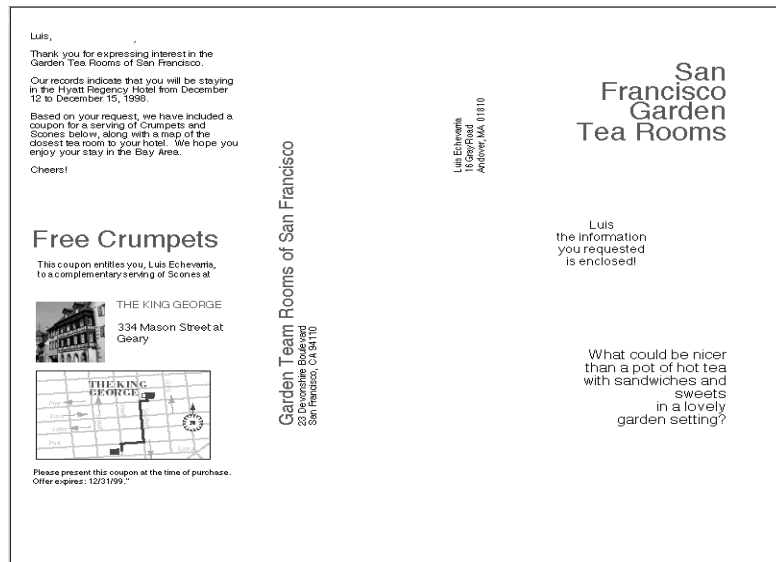 Luis,
Thank you for expressing interest in the
Garden Tea Rooms of San Francisco.
Our records indicate that you will be staying
in the Hyatt Regency Hotel from December
12 to December 15, 1998.
Based on your request, we have included a
coupon for a serving of Crumpets and
Scones below, along with a map of the
closest tea room to your hotel. We hope you
enjoy your stay in the Bay Area.
Cheers!
Free Crumpets
This coupon entitles you, Luis Echevarria,
to a complementary serving of Scones at
THE KING GEORGE
334 Mason Street at
Geary
THE KING
GEORGE
Please present this coupon at the time of purchase.
Offer expires: 12/31/99."
Garden Team Rooms of San Francisco
23 Devonshire Boulevard
San Francisco, CA 94110
Luis Echevarria
16 Gray Road
Andover, MA 01810
San
Francisco
Garden
Tea Rooms
Luis
the information
you requested
is enclosed!
What could be nicer
than a pot of hot tea
with sandwiches and
sweets
in a lovely
garden setting?